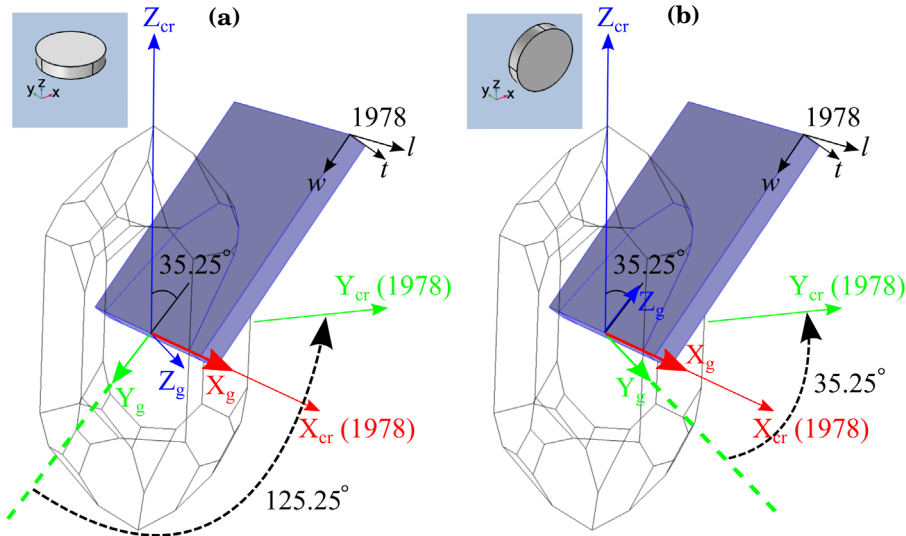 (a)
Z_cr
z
y x
1978
l
t
w
35.25°
Y_cr (1978)
Z_g
X_g
Y_g
X_cr (1978)
125.25°
(b)
Z_cr
z
y x
1978
l
t
w
35.25°
Z_g
Y_cr (1978)
X_g
Y_g
35.25°
X_cr (1978)